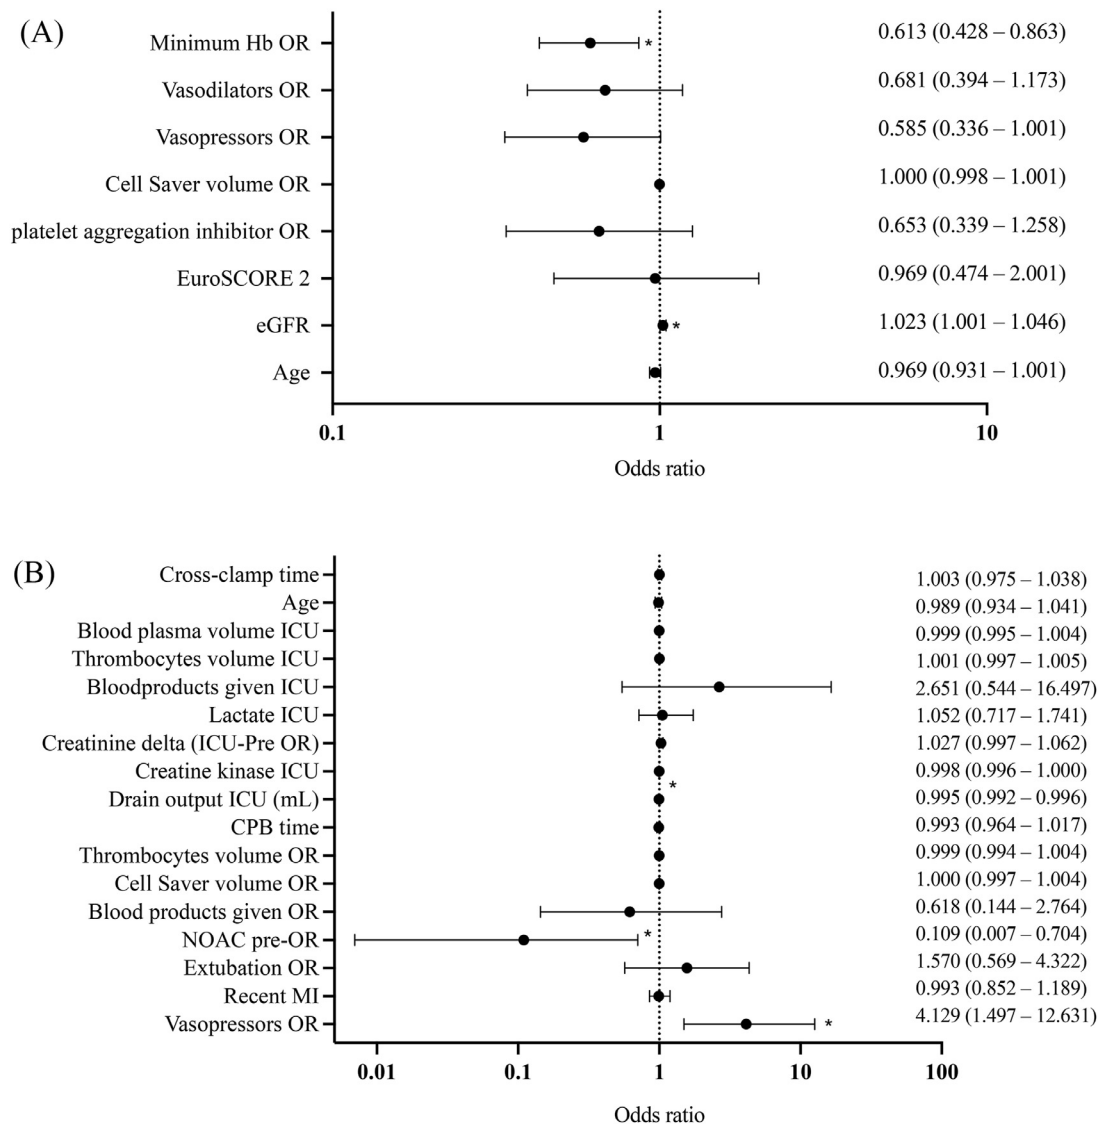 (A)
Minimum Hb OR * 0.613 (0.428 – 0.863)
Vasodilators OR 0.681 (0.394 – 1.173)
Vasopressors OR 0.585 (0.336 – 1.001)
Cell Saver volume OR 1.000 (0.998 – 1.001)
platelet aggregation inhibitor OR 0.653 (0.339 – 1.258)
EuroSCORE 2 0.969 (0.474 – 2.001)
eGFR * 1.023 (1.001 – 1.046)
Age 0.969 (0.931 – 1.001)
0.1 1 10
Odds ratio
(B)
Cross-clamp time 1.003 (0.975 – 1.038)
Age 0.989 (0.934 – 1.041)
Blood plasma volume ICU 0.999 (0.995 – 1.004)
Thrombocytes volume ICU 1.001 (0.997 – 1.005)
Bloodproducts given ICU 2.651 (0.544 – 16.497)
Lactate ICU 1.052 (0.717 – 1.741)
Creatinine delta (ICU-Pre OR) 1.027 (0.997 – 1.062)
Creatine kinase ICU 0.998 (0.996 – 1.000)
Drain output ICU (mL) * 0.995 (0.992 – 0.996)
CPB time 0.993 (0.964 – 1.017)
Thrombocytes volume OR 0.999 (0.994 – 1.004)
Cell Saver volume OR 1.000 (0.997 – 1.004)
Blood products given OR 0.618 (0.144 – 2.764)
NOAC pre-OR * 0.109 (0.007 – 0.704)
Extubation OR 1.570 (0.569 – 4.322)
Recent MI 0.993 (0.852 – 1.189)
Vasopressors OR * 4.129 (1.497 – 12.631)
0.01 0.1 1 10 100
Odds ratio